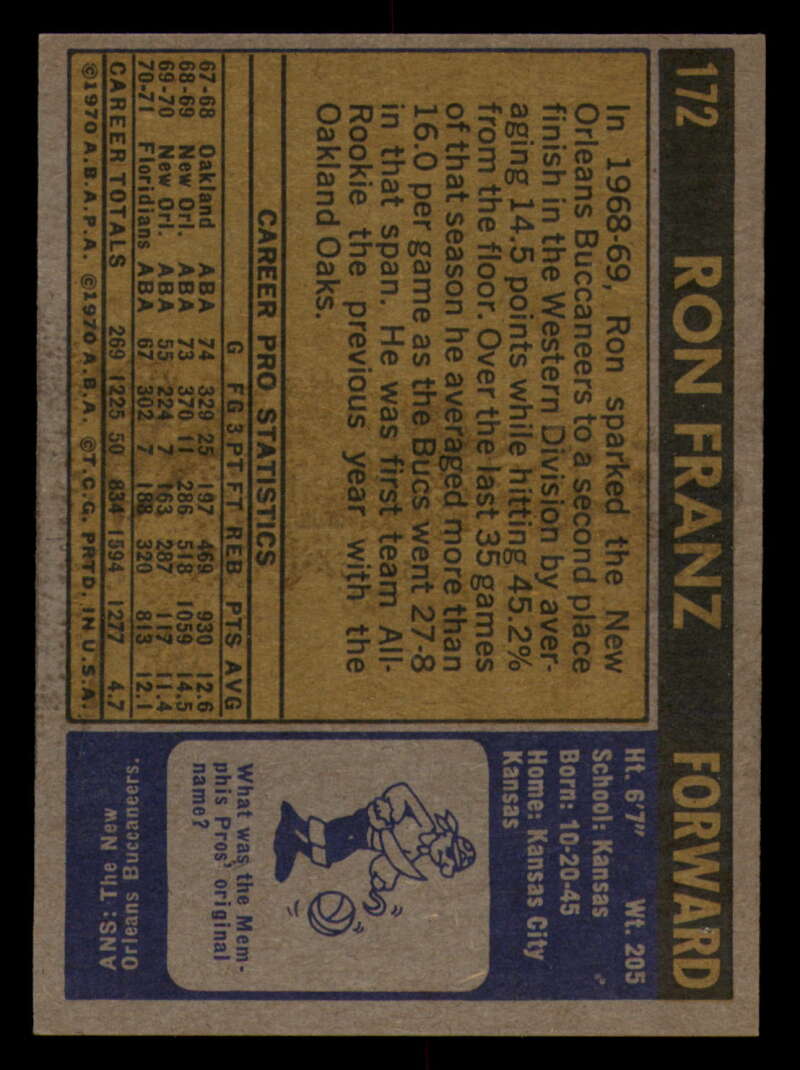 172 RON FRANZ FORWARD
In 1968-69, Ron sparked the New
Orleans Buccaneers to a second place
finish in the Western Division by aver-
aging 14.5 points while hitting 45.2%
from the floor. Over the last 35 games
of that season he averaged more than
16.0 per game as the Bucs went 27-8
in that span. He was first team All-
Rookie the previous year with the
Oakland Oaks.
CAREER PRO STATISTICS
G FG 3PT FT REB PTS AVG
67-68 Oakland ABA 74 329 25 197 469 930 12.6
68-69 New Orl. ABA 73 370 11 286 518 1059 14.5
69-70 New Orl. ABA 55 224 7 163 287 117 11.4
70-71 Floridians ABA 67 302 7 188 320 813 12.1
CAREER TOTALS 269 1225 50 834 1594 1277 4.7
©1970 A.B.A.P.A. ©1970 A.B.A. ©T.C.G. PRTD. IN U.S.A.
Ht. 6'7" Wt. 205
School: Kansas
Born: 10-20-45
Home: Kansas City
Kansas
What was the Mem-
phis Pros' original
name?
ANS: The New
Orleans Buccaneers.